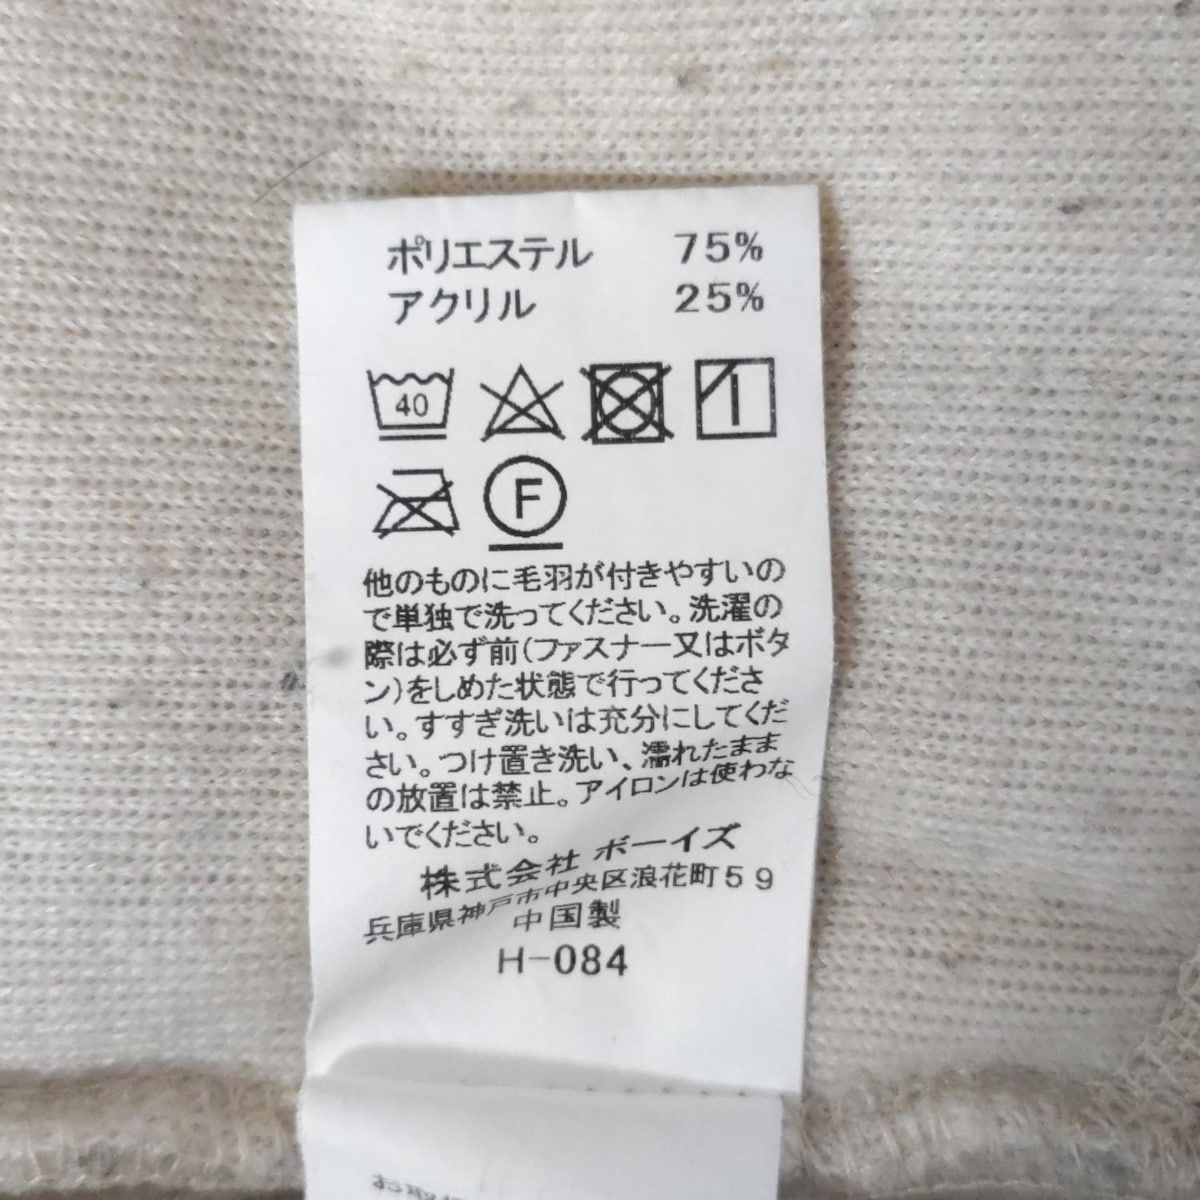 ポリエステル 75%
アクリル 25%
40
F
他のものに毛羽が付きやすいの
で単独で洗ってください。洗濯の
際は必ず前(ファスナー又はボタ
ン)をしめた状態で行ってくださ
い。すすぎ洗いは充分にしてくだ
さい。つけ置き洗い、濡れたまま
の放置は禁止。アイロンは使わな
いでください。
株式会社 ボーイズ
兵庫県神戸市中央区浪花町59
中国製
H-084